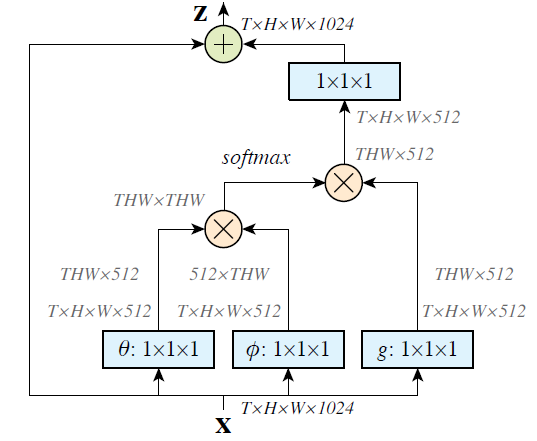 z
T×H×W×1024
+
1×1×1
T×H×W×512
softmax
THW×512
×
THW×THW
×
THW×512
512×THW
THW×512
T×H×W×512
T×H×W×512
T×H×W×512
θ: 1×1×1
ϕ: 1×1×1
g: 1×1×1
T×H×W×1024
x